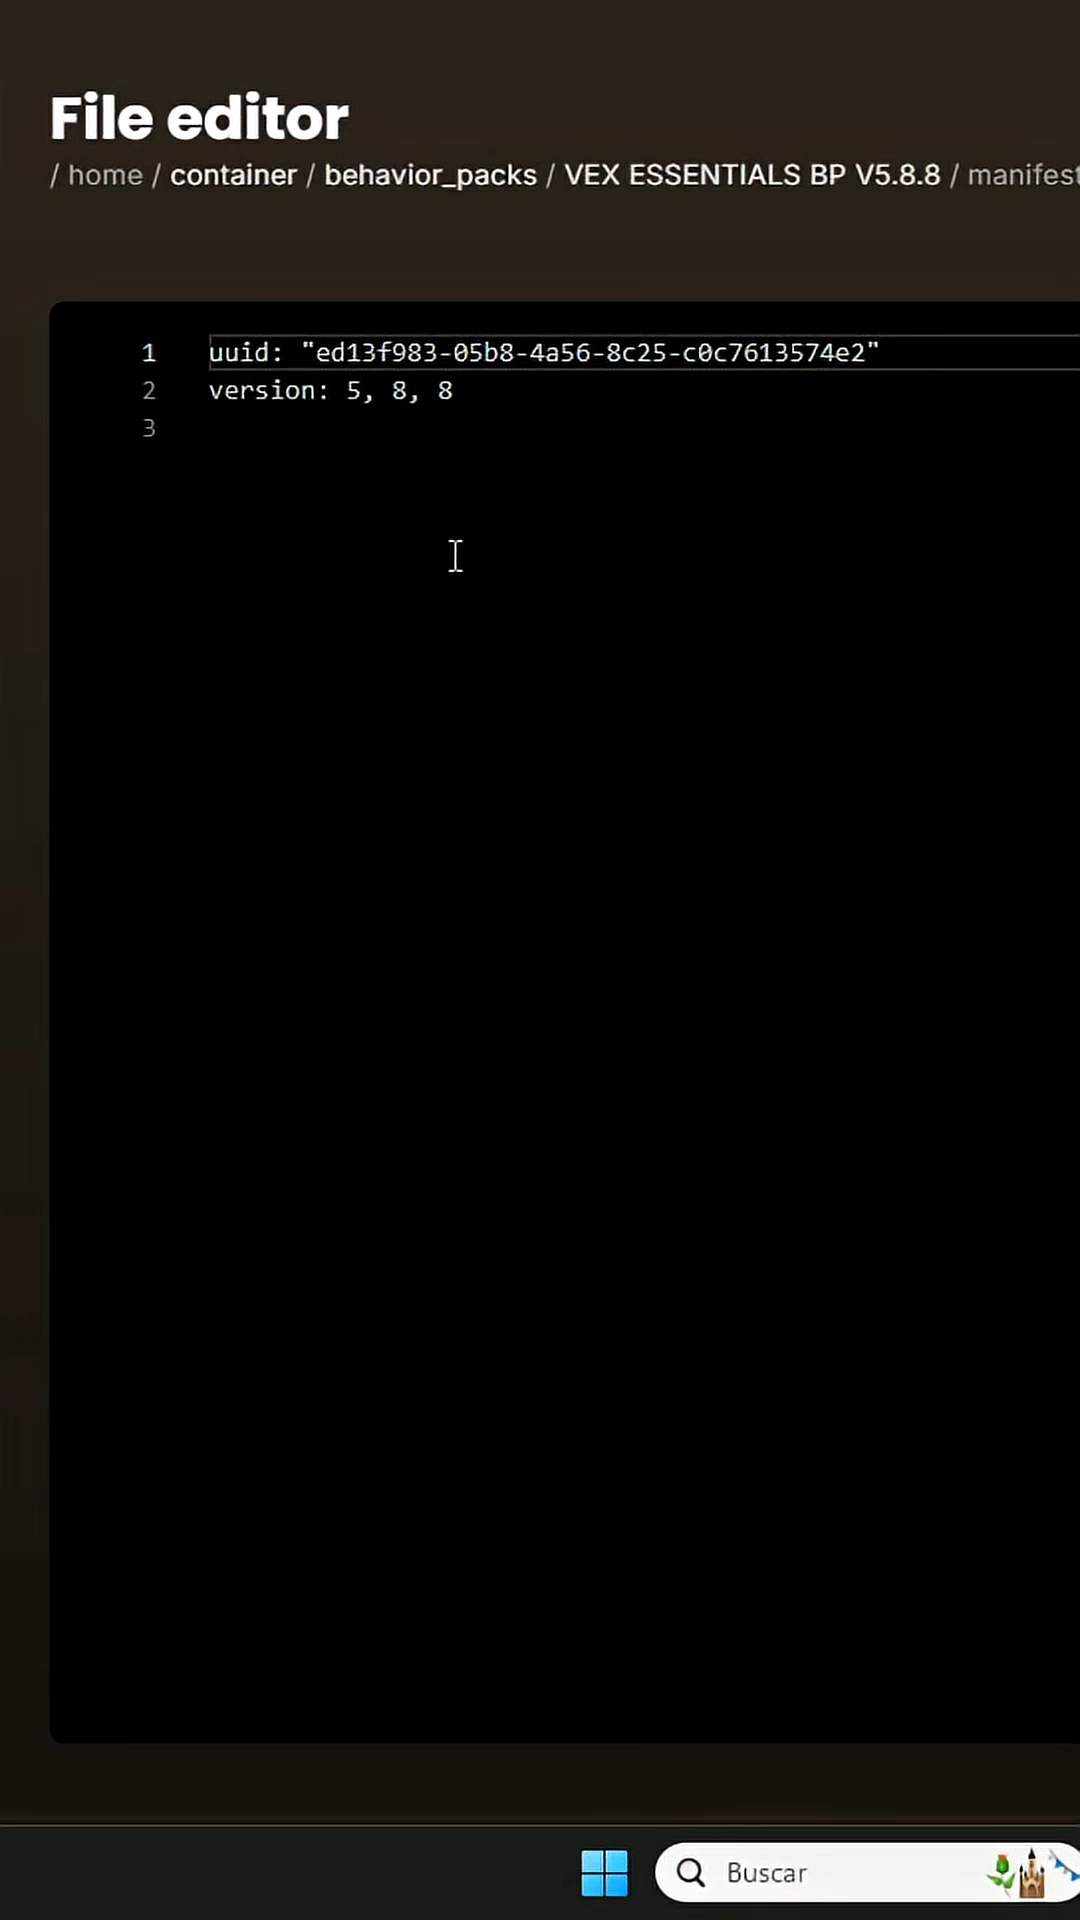 File editor
/ home / container / behavior_packs / VEX ESSENTIALS BP V5.8.8 / manifest
1 uuid: "ed13f983-05b8-4a56-8c25-c0c7613574e2"
2 version: 5, 8, 8
3
Buscar